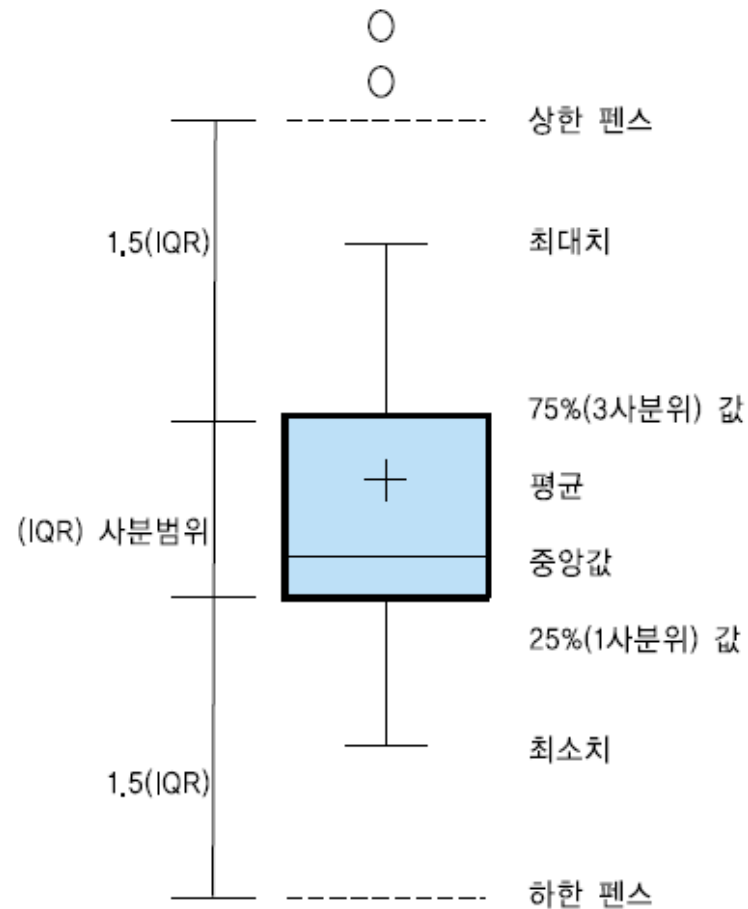 상한 펜스
1.5(IQR)
최대치
75%(3사분위) 값
평균
(IQR) 사분범위
중앙값
25%(1사분위) 값
최소치
1.5(IQR)
하한 펜스